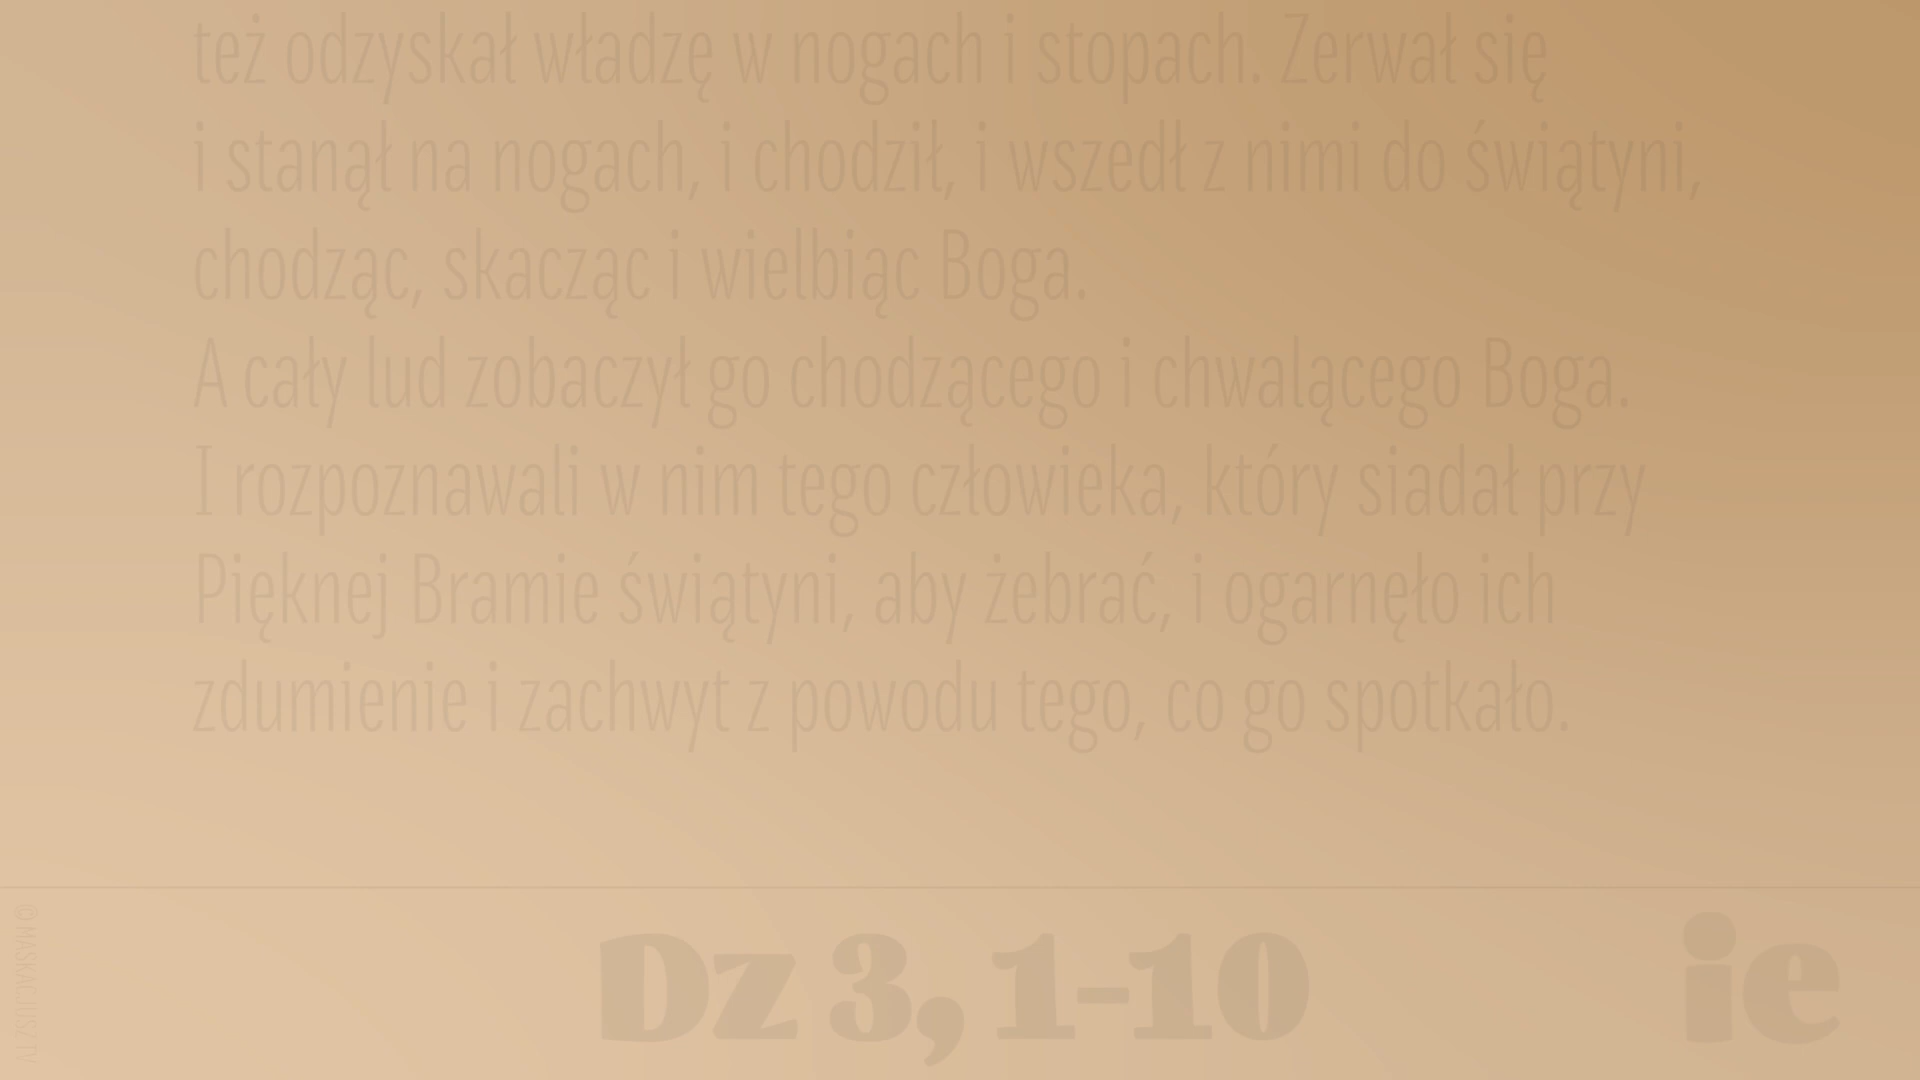 też odzyskał władzę w nogach i stopach. Zerwał się
i stanął na nogach, i chodził, i wszedł z nimi do świątyni,
chodząc, skacząc i wielbiąc Boga.
A cały lud zobaczył go chodzącego i chwalącego Boga.
I rozpoznawali w nim tego człowieka, który siadał przy
Pięknej Bramie świątyni, aby żebrać, i ogarnęło ich
zdumienie i zachwyt z powodu tego, co go spotkało.
Dz 3, 1-10
ie
© MASKACJUSZ TV